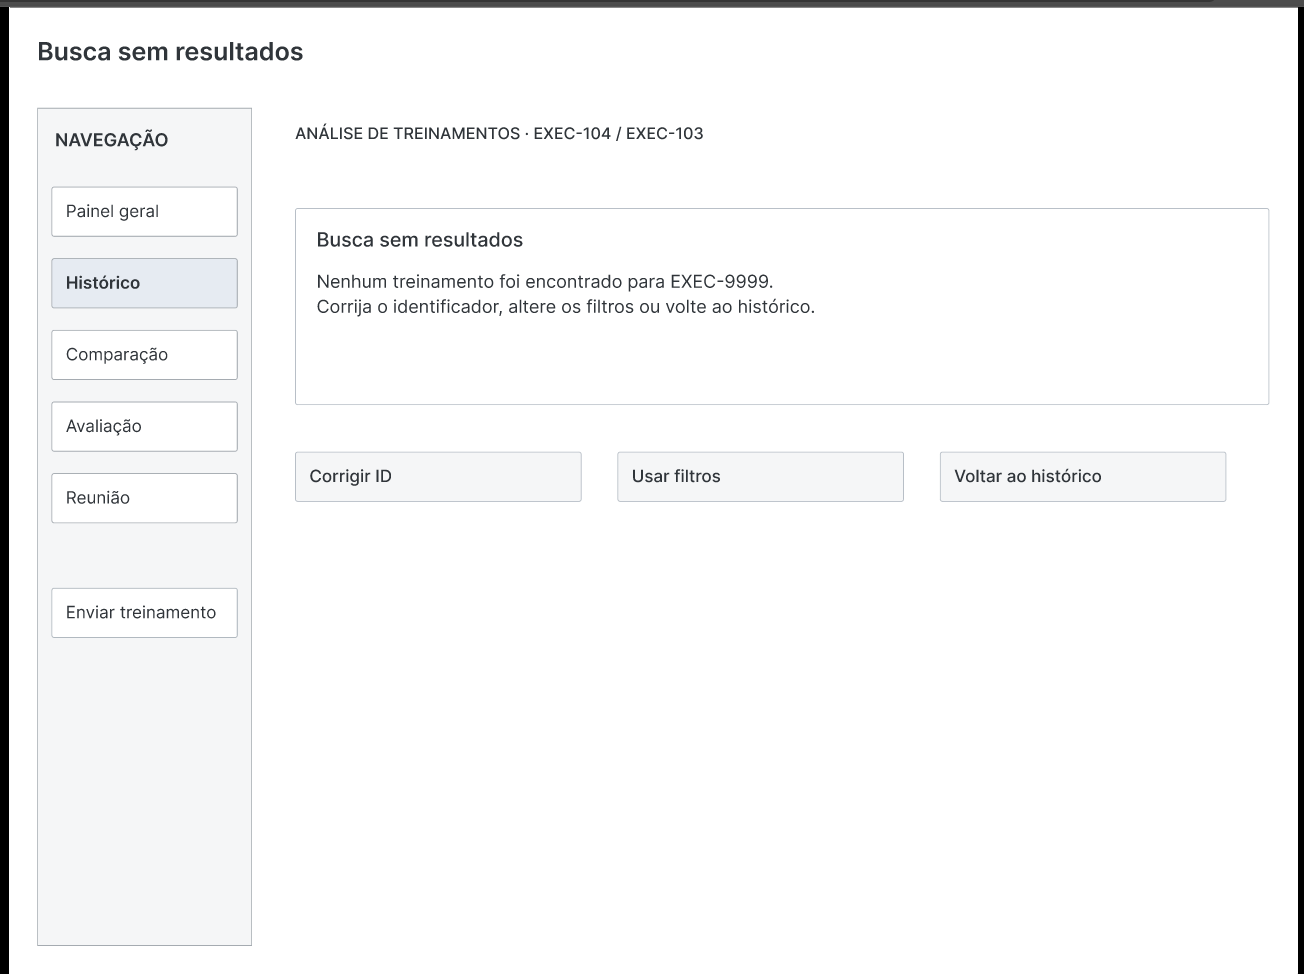 Busca sem resultados
NAVEGAÇÃO
Painel geral
Histórico
Comparação
Avaliação
Reunião
Enviar treinamento
ANÁLISE DE TREINAMENTOS · EXEC-104 / EXEC-103
Busca sem resultados
Nenhum treinamento foi encontrado para EXEC-9999.
Corrija o identificador, altere os filtros ou volte ao histórico.
Corrigir ID
Usar filtros
Voltar ao histórico